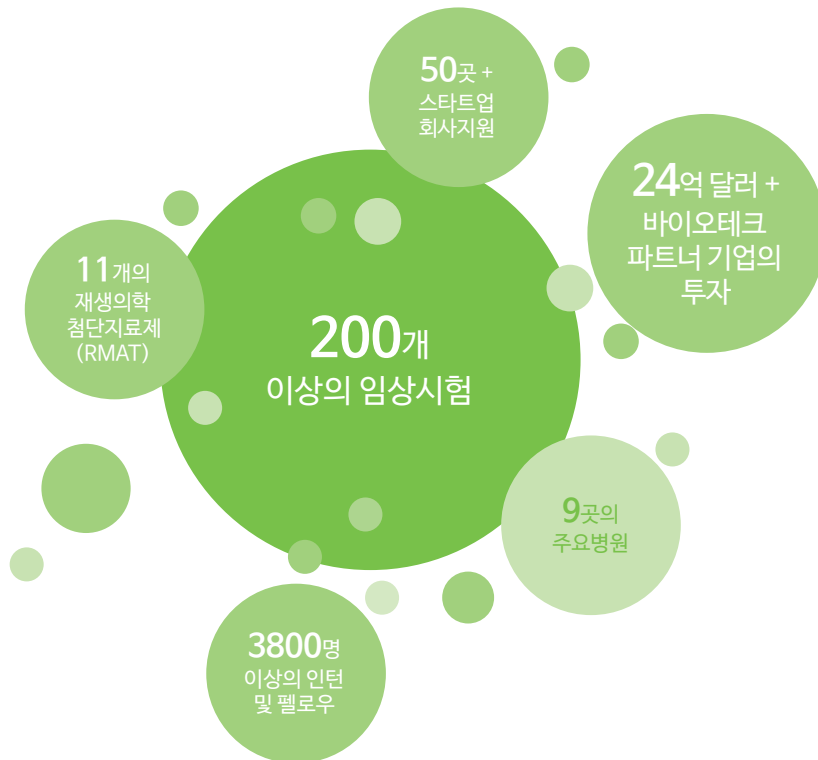 50곳 +
스타트업
회사지원
24억 달러 +
바이오테크
파트너 기업의
투자
11개의
재생의학
첨단지료제
(RMAT)
200개
이상의 임상시험
9곳의
주요병원
3800명
이상의 인턴
및 펠로우